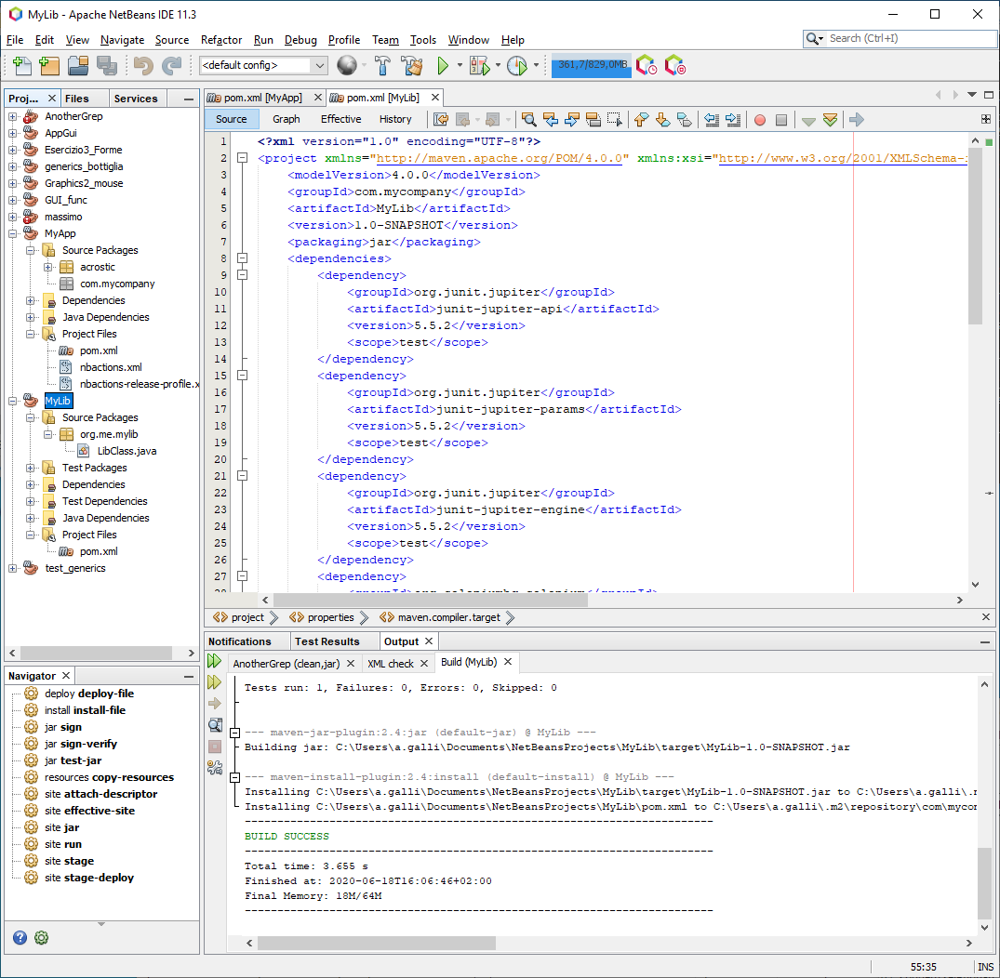 MyLib - Apache NetBeans IDE 11.3
File Edit View Navigate Source Refactor Run Debug Profile Team Tools Window Help
Search (Ctrl+I)
<default config>
361,7/829,0MB
Proj... Files Services
AnotherGrep
AppGui
Esercizio3_Forme
generics_bottiglia
Graphics2_mouse
GUI_func
massimo
MyApp
Source Packages
acrostic
com.mycompany
Dependencies
Java Dependencies
Project Files
pom.xml
nbactions.xml
nbactions-release-profile.x
MyLib
Source Packages
org.me.mylib
LibClass.java
Test Packages
Dependencies
Test Dependencies
Java Dependencies
Project Files
pom.xml
test_generics
Navigator
deploy deploy-file
install install-file
jar sign
jar sign-verify
jar test-jar
resources copy-resources
site attach-descriptor
site effective-site
site jar
site run
site stage
site stage-deploy
pom.xml [MyApp] pom.xml [MyLib]
Source Graph Effective History
1 <?xml version="1.0" encoding="UTF-8"?>
2 <project xmlns="http://maven.apache.org/POM/4.0.0" xmlns:xsi="http://www.w3.org/2001/XMLSchema-
3 <modelVersion>4.0.0</modelVersion>
4 <groupId>com.mycompany</groupId>
5 <artifactId>MyLib</artifactId>
6 <version>1.0-SNAPSHOT</version>
7 <packaging>jar</packaging>
8 <dependencies>
9 <dependency>
10 <groupId>org.junit.jupiter</groupId>
11 <artifactId>junit-jupiter-api</artifactId>
12 <version>5.5.2</version>
13 <scope>test</scope>
14 </dependency>
15 <dependency>
16 <groupId>org.junit.jupiter</groupId>
17 <artifactId>junit-jupiter-params</artifactId>
18 <version>5.5.2</version>
19 <scope>test</scope>
20 </dependency>
21 <dependency>
22 <groupId>org.junit.jupiter</groupId>
23 <artifactId>junit-jupiter-engine</artifactId>
24 <version>5.5.2</version>
25 <scope>test</scope>
26 </dependency>
27 <dependency>
project properties maven.compiler.target
Notifications Test Results Output
AnotherGrep (clean,jar) XML check Build (MyLib)
Tests run: 1, Failures: 0, Errors: 0, Skipped: 0
--- maven-jar-plugin:2.4:jar (default-jar) @ MyLib ---
Building jar: C:\Users\a.galli\Documents\NetBeansProjects\MyLib\target\MyLib-1.0-SNAPSHOT.jar
--- maven-install-plugin:2.4:install (default-install) @ MyLib ---
Installing C:\Users\a.galli\Documents\NetBeansProjects\MyLib\target\MyLib-1.0-SNAPSHOT.jar to C:\Users\a.galli\.m
Installing C:\Users\a.galli\Documents\NetBeansProjects\MyLib\pom.xml to C:\Users\a.galli\.m2\repository\com\mycom
------------------------------------------------------------------------
BUILD SUCCESS
------------------------------------------------------------------------
Total time: 3.655 s
Finished at: 2020-06-18T16:06:46+02:00
Final Memory: 18M/64M
------------------------------------------------------------------------
55:35 INS